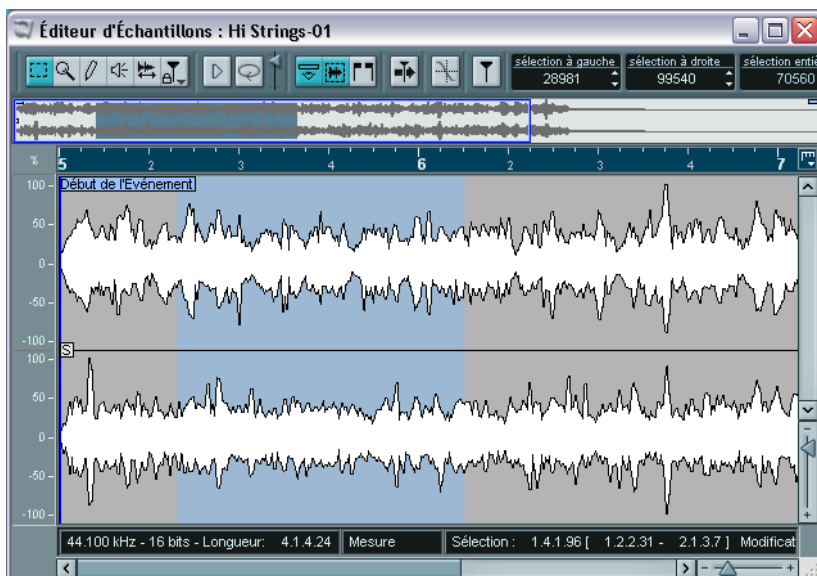 Éditeur d'Échantillons : Hi Strings-01
sélection à gauche sélection à droite sélection entiè
28981 99540 70560
% 5 2 3 4 6 2 3 4 7
Début de l'Evénement
100
50
0
-50
-100
S
100
50
0
-50
-100
44.100 kHz - 16 bits - Longueur: 4.1.4.24 Mesure Sélection : 1.4.1.96 [ 1.2.2.31 - 2.1.3.7 ] Modificat